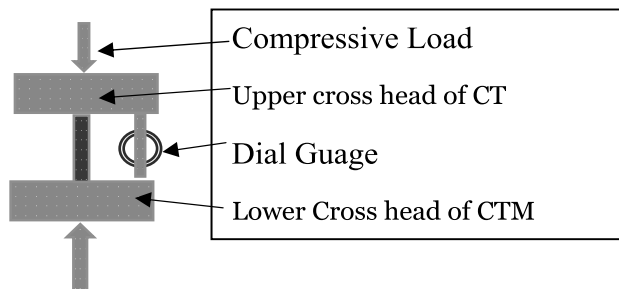 Compressive Load
Upper cross head of CT
Dial Guage
Lower Cross head of CTM